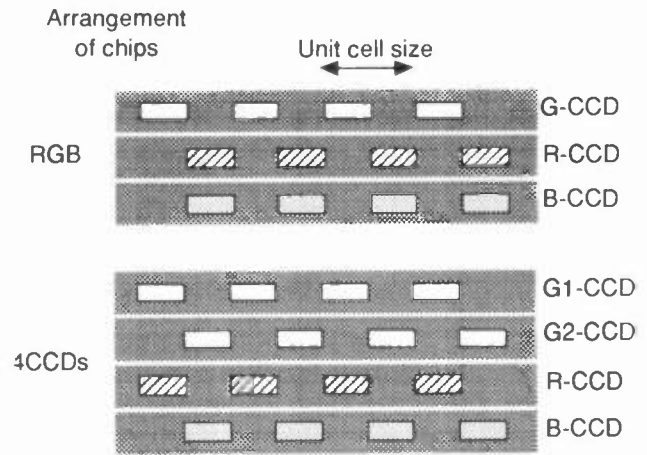 Arrangement
of chips
Unit cell size
G-CCD
RGB
R-CCD
B-CCD
G1-CCD
G2-CCD
4CCDs
R-CCD
B-CCD